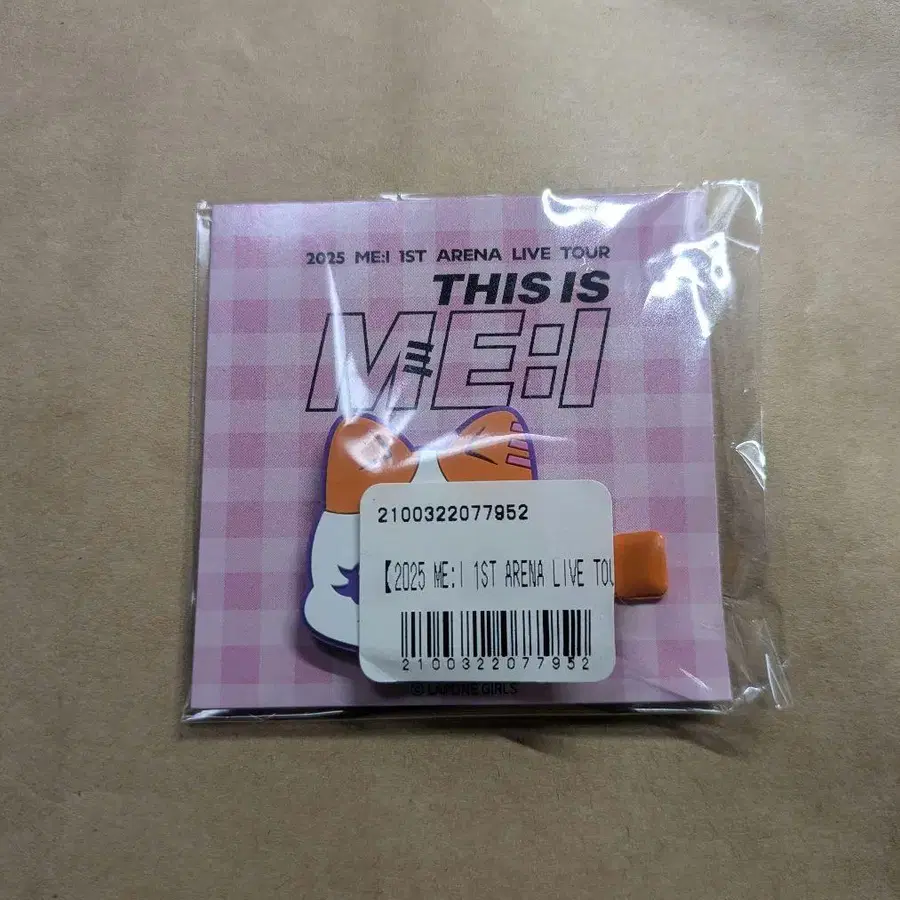 2025 ME:I 1ST ARENA LIVE TOUR
THIS IS
ME:I
2100322077952
【2025 ME:I 1ST ARENA LIVE TOU
2100322077952
© LAPONE GIRLS